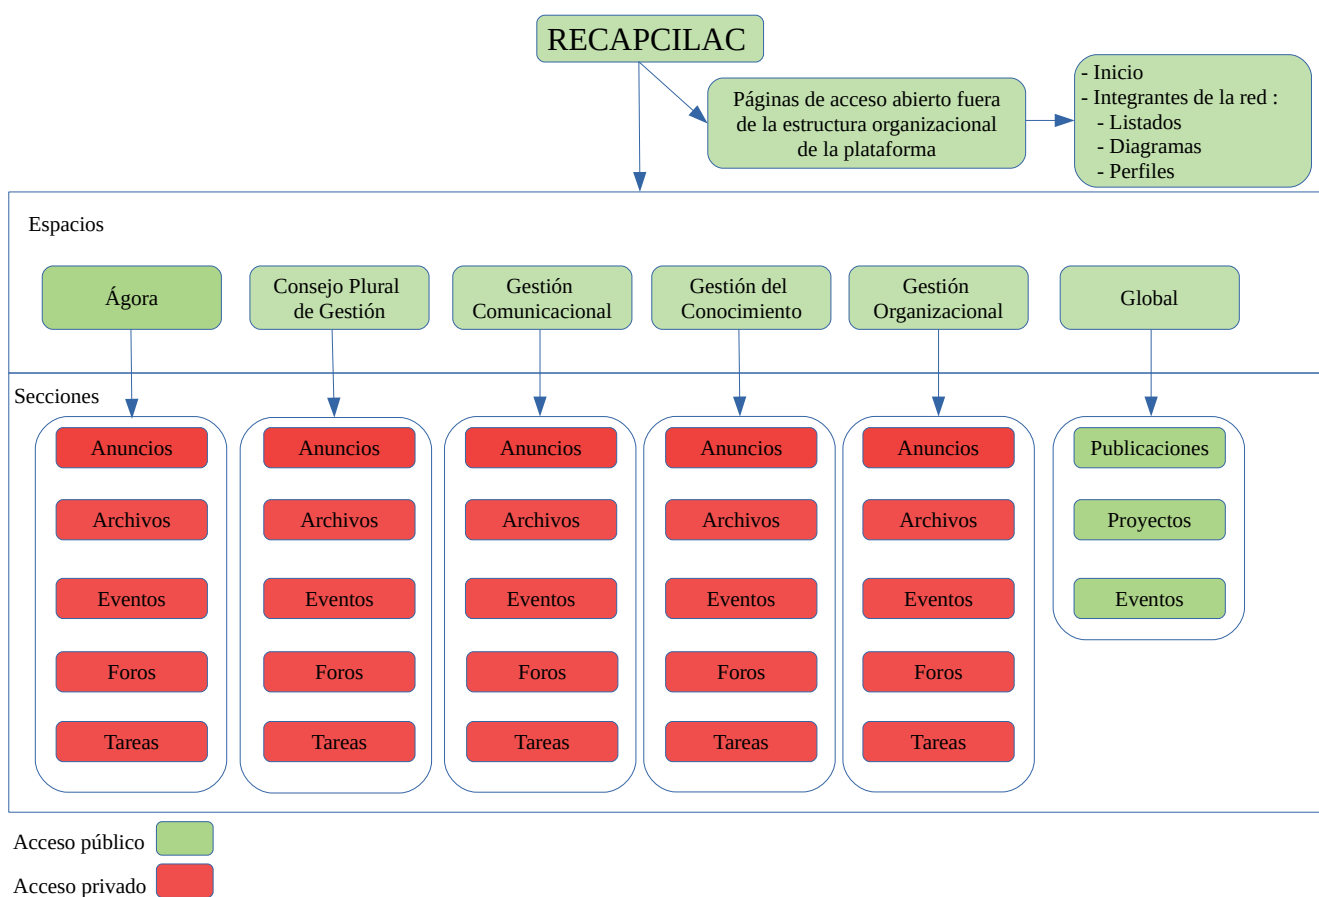 RECAPCILAC
Páginas de acceso abierto fuera
de la estructura organizacional
de la plataforma
- Inicio
- Integrantes de la red :
- Listados
- Diagramas
- Perfiles
Espacios
Ágora
Consejo Plural
de Gestión
Gestión
Comunicacional
Gestión del
Conocimiento
Gestión
Organizacional
Global
Secciones
Anuncios
Archivos
Eventos
Foros
Tareas
Anuncios
Archivos
Eventos
Foros
Tareas
Anuncios
Archivos
Eventos
Foros
Tareas
Anuncios
Archivos
Eventos
Foros
Tareas
Anuncios
Archivos
Eventos
Foros
Tareas
Publicaciones
Proyectos
Eventos
Acceso público
Acceso privado